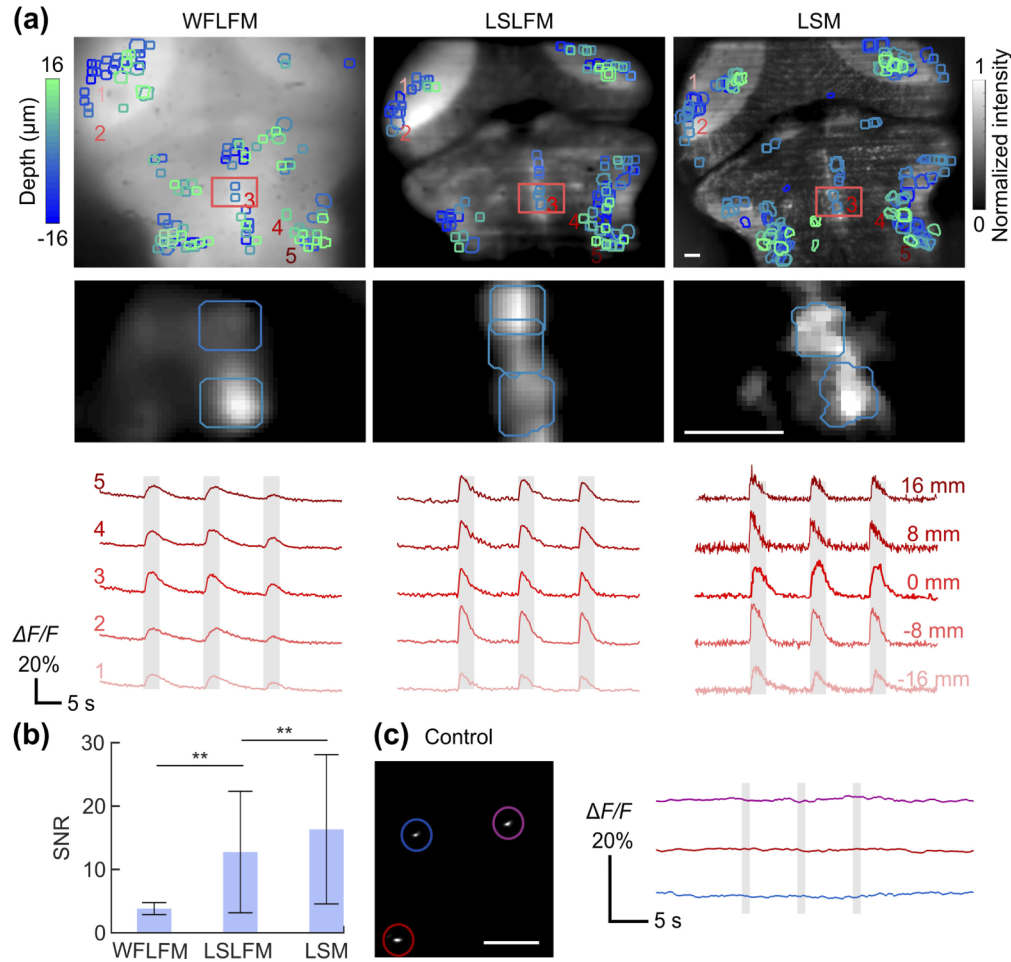 (a) WFLFM LSLFM LSM
16
Depth (μm)
-16
1
2
3
4
5
1
2
3
4
5
1
2
3
4
5
1
Normalized intensity
0
5
4
3
2
1
16 mm
8 mm
0 mm
-8 mm
-16 mm
ΔF/F
20%
5 s
(b)
30
20
10
0
SNR
**
**
WFLFM LSLFM LSM
(c) Control
ΔF/F
20%
5 s